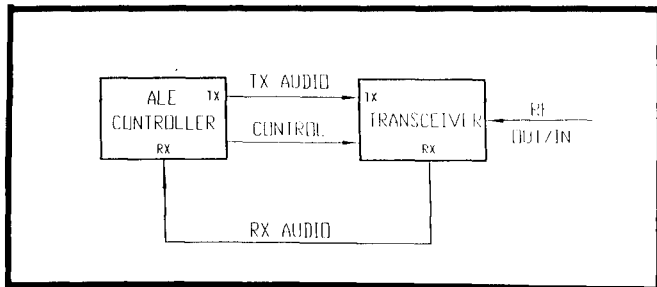 TX AUDIO
ALE TX
CONTROLLER
RX
CONTROL
TX
TRANSCEIVER
RX
RF
OUT/IN
RX AUDIO